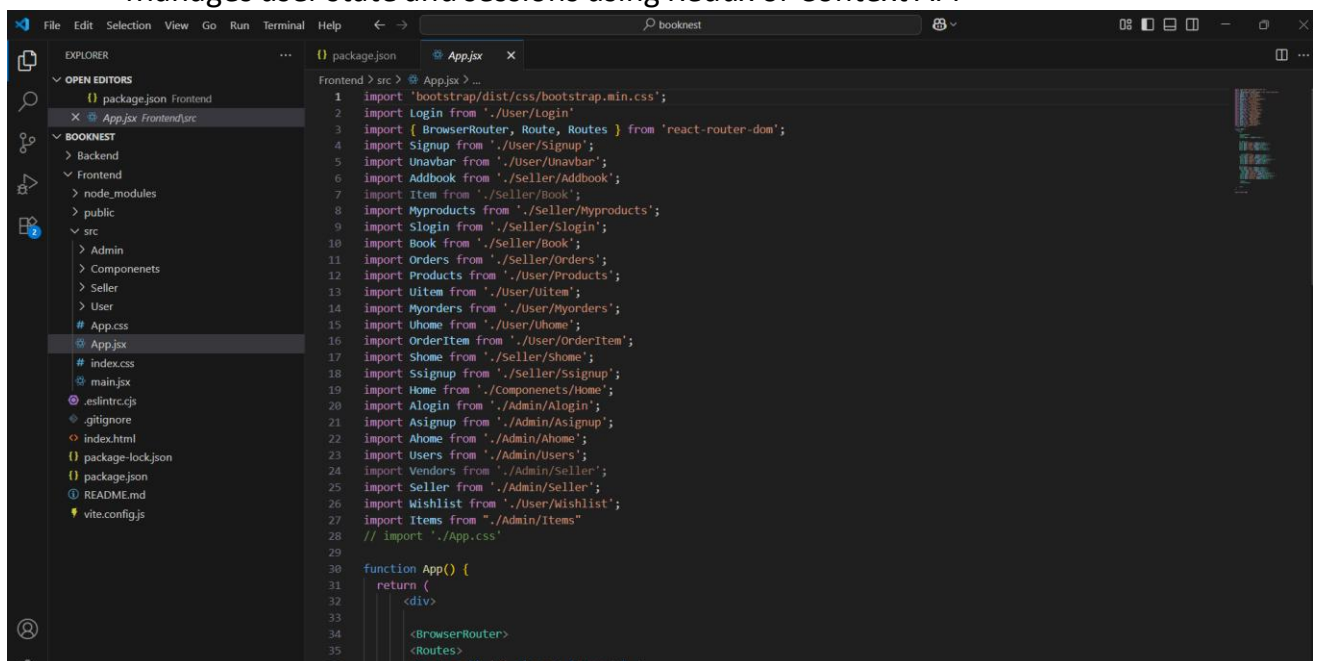 manages user state and sessions using Redux or Context API
File Edit Selection View Go Run Terminal Help
booknest
EXPLORER
OPEN EDITORS
{} package.json Frontend
App.jsx Frontend\src
BOOKNEST
> Backend
Frontend
> node_modules
> public
src
> Admin
> Componenets
> Seller
> User
# App.css
App.jsx
# index.css
main.jsx
.eslintrc.cjs
.gitignore
<> index.html
{} package-lock.json
{} package.json
README.md
vite.config.js
2
{} package.json App.jsx
Frontend > src > App.jsx > ...
1 import 'bootstrap/dist/css/bootstrap.min.css';
2 import Login from './User/Login'
3 import { BrowserRouter, Route, Routes } from 'react-router-dom';
4 import Signup from './User/Signup';
5 import Unavbar from './User/Unavbar';
6 import Addbook from './Seller/Addbook';
7 import Item from './Seller/Book';
8 import Myproducts from './Seller/Myproducts';
9 import Slogin from './Seller/Slogin';
10 import Book from './Seller/Book';
11 import Orders from './Seller/Orders';
12 import Products from './User/Products';
13 import Uitem from './User/Uitem';
14 import Myorders from './User/Myorders';
15 import Uhome from './User/Uhome';
16 import OrderItem from './User/OrderItem';
17 import Shome from './Seller/Shome';
18 import Ssignup from './Seller/Ssignup';
19 import Home from './Componenets/Home';
20 import Alogin from './Admin/Alogin';
21 import Asignup from './Admin/Asignup';
22 import Ahome from './Admin/Ahome';
23 import Users from './Admin/Users';
24 import Vendors from './Admin/Seller';
25 import Seller from './Admin/Seller';
26 import Wishlist from './User/Wishlist';
27 import Items from "./Admin/Items"
28 // import './App.css'
29
30 function App() {
31 return (
32 <div>
33
34 <BrowserRouter>
35 <Routes>